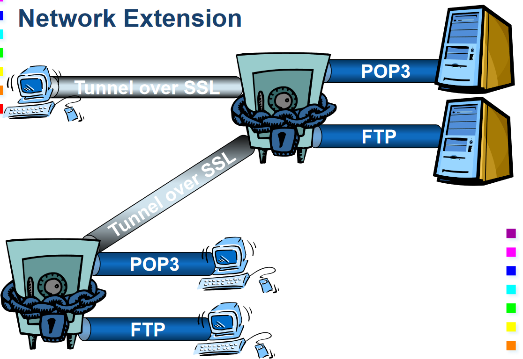 Network Extension
POP3
Tunnel over SSL
FTP
Tunnel over SSL
POP3
FTP